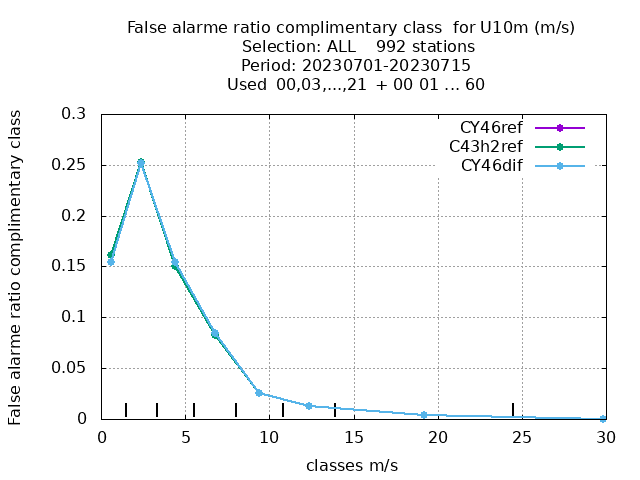 False alarme ratio complimentary class  for U10m (m/s)
Selection: ALL    992 stations
Period: 20230701-20230715
Used  00,03,...,21  + 00 01 ... 60
False alarme ratio complimentary class
0.3
0.25
0.2
0.15
0.1
0.05
0
CY46ref
C43h2ref
CY46dif
0 5 10 15 20 25 30
classes m/s